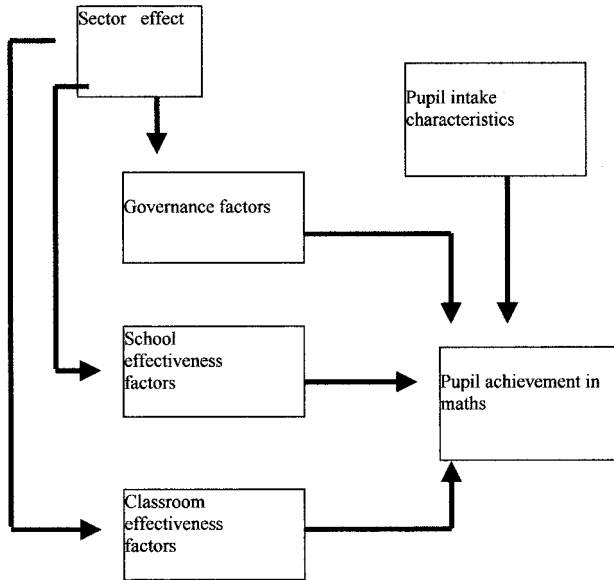 Sector effect
Pupil intake
characteristics
Governance factors
School
effectiveness
factors
Pupil achievement in
maths
Classroom
effectiveness
factors